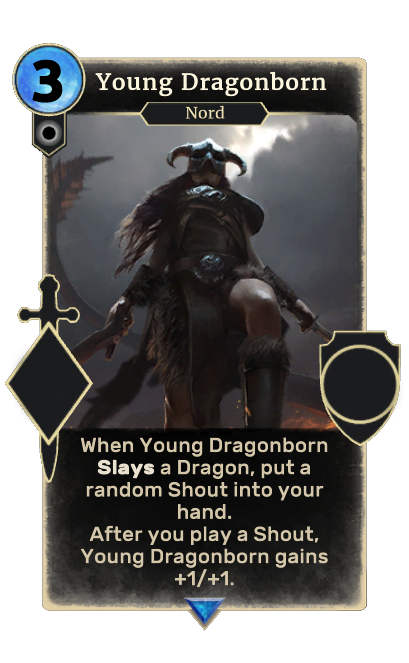 3
Young Dragonborn
Nord
When Young Dragonborn
Slays a Dragon, put a
random Shout into your
hand.
After you play a Shout,
Young Dragonborn gains
+1/+1.